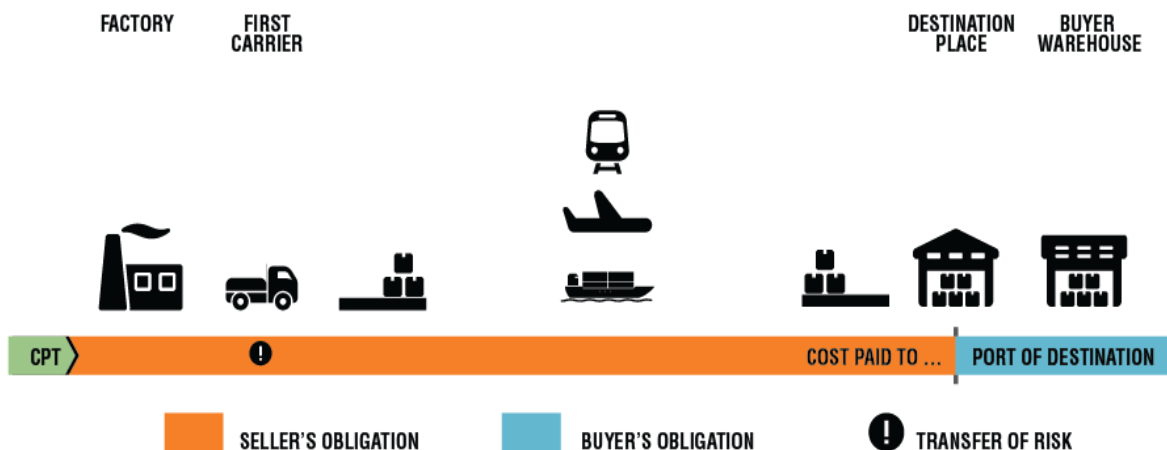 FACTORY
FIRST
CARRIER
DESTINATION
PLACE
BUYER
WAREHOUSE
CPT
!
COST PAID TO ...
PORT OF DESTINATION
SELLER'S OBLIGATION
BUYER'S OBLIGATION
! TRANSFER OF RISK